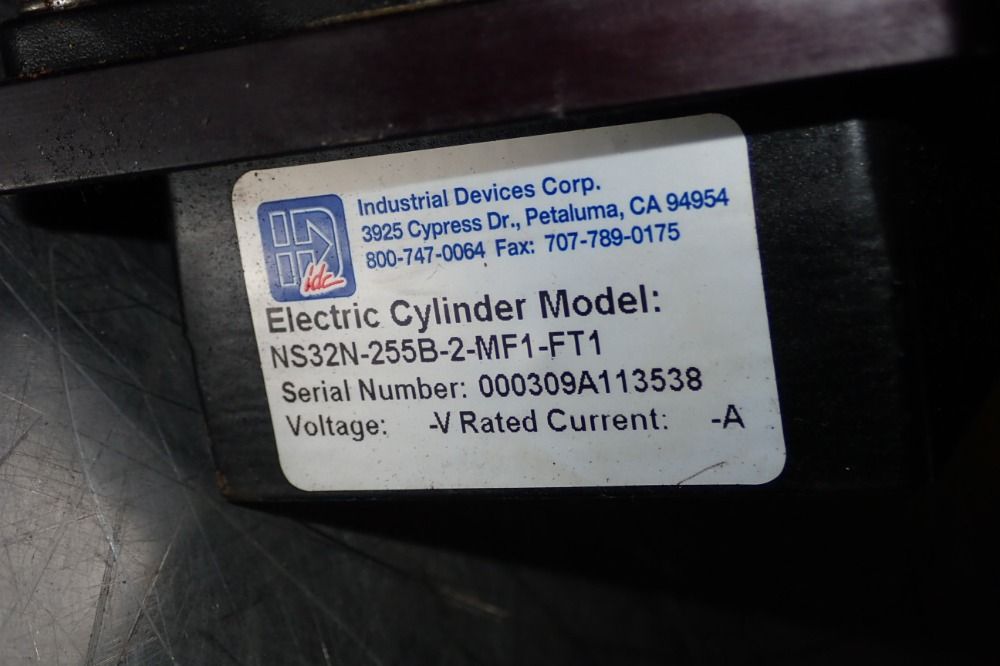 Industrial Devices Corp.
3925 Cypress Dr., Petaluma, CA 94954
800-747-0064 Fax: 707-789-0175
idc
Electric Cylinder Model:
NS32N-255B-2-MF1-FT1
Serial Number: 000309A113538
Voltage: -V Rated Current: -A